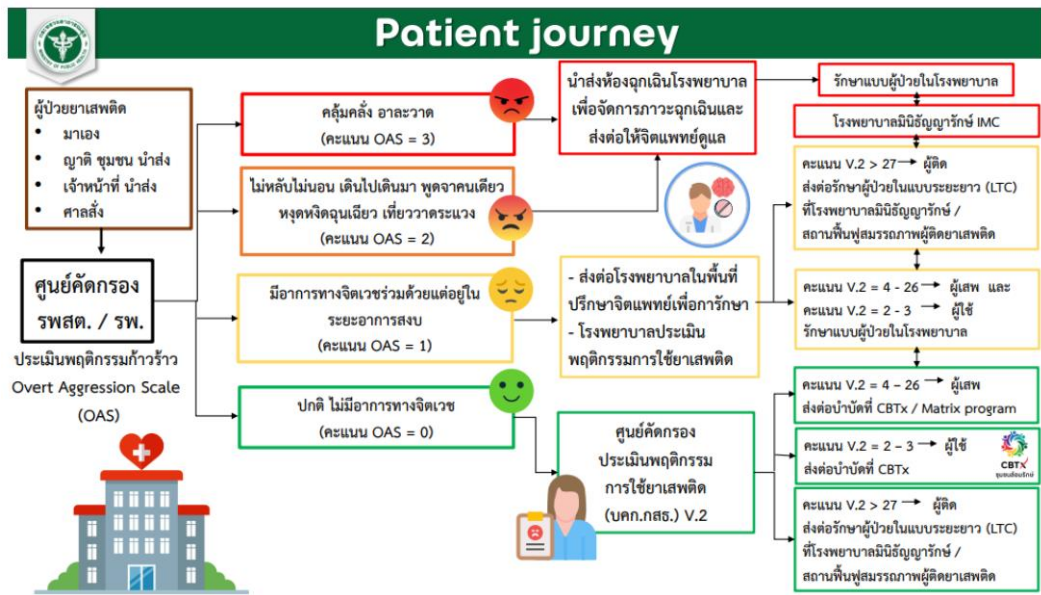 Patient journey
ผู้ป่วยยาเสพติด
• มาเอง
• ญาติ ชุมชน นำส่ง
• เจ้าหน้าที่ นำส่ง
• ศาลสั่ง
ศูนย์คัดกรอง
รพสต. / รพ.
ประเมินพฤติกรรมก้าวร้าว
Overt Aggression Scale
(OAS)
คลุ้มคลั่ง อาละวาด
(คะแนน OAS = 3)
ไม่หลับไม่นอน เดินไปเดินมา พูดจาคนเดียว
หงุดหงิดฉุนเฉียว เที่ยววาดระแวง
(คะแนน OAS = 2)
มีอาการทางจิตเวชร่วมด้วยแต่อยู่ใน
ระยะอาการสงบ
(คะแนน OAS = 1)
ปกติ ไม่มีอาการทางจิตเวช
(คะแนน OAS = 0)
นำส่งห้องฉุกเฉินโรงพยาบาล
เพื่อจัดการภาวะฉุกเฉินและ
ส่งต่อให้จิตแพทย์ดูแล
- ส่งต่อโรงพยาบาลในพื้นที่
ปรึกษาจิตแพทย์เพื่อการักษา
- โรงพยาบาลประเมิน
พฤติกรรมการใช้ยาเสพติด
ศูนย์คัดกรอง
ประเมินพฤติกรรม
การใช้ยาเสพติด
(บคก.กสธ.) V.2
รักษาแบบผู้ป่วยในโรงพยาบาล
โรงพยาบาลมินิธัญญารักษ์ IMC
คะแนน V.2 > 27 → ผู้ติด
ส่งต่อรักษาผู้ป่วยในแบบระยะยาว (LTC)
ที่โรงพยาบาลมินิธัญญารักษ์ /
สถานฟื้นฟูสมรรถภาพผู้ติดยาเสพติด
คะแนน V.2 = 4 - 26 → ผู้เสพ และ
คะแนน V.2 = 2 - 3 → ผู้ใช้
รักษาแบบผู้ป่วยในโรงพยาบาล
คะแนน V.2 = 4 – 26 → ผู้เสพ
ส่งต่อบำบัดที่ CBTx / Matrix program
คะแนน V.2 = 2 – 3 → ผู้ใช้
ส่งต่อบำบัดที่ CBTx
CBTx
ชุมชนล้อมรักษ์
คะแนน V.2 > 27 → ผู้ติด
ส่งต่อรักษาผู้ป่วยในแบบระยะยาว (LTC)
ที่โรงพยาบาลมินิธัญญารักษ์ /
สถานฟื้นฟูสมรรถภาพผู้ติดยาเสพติด